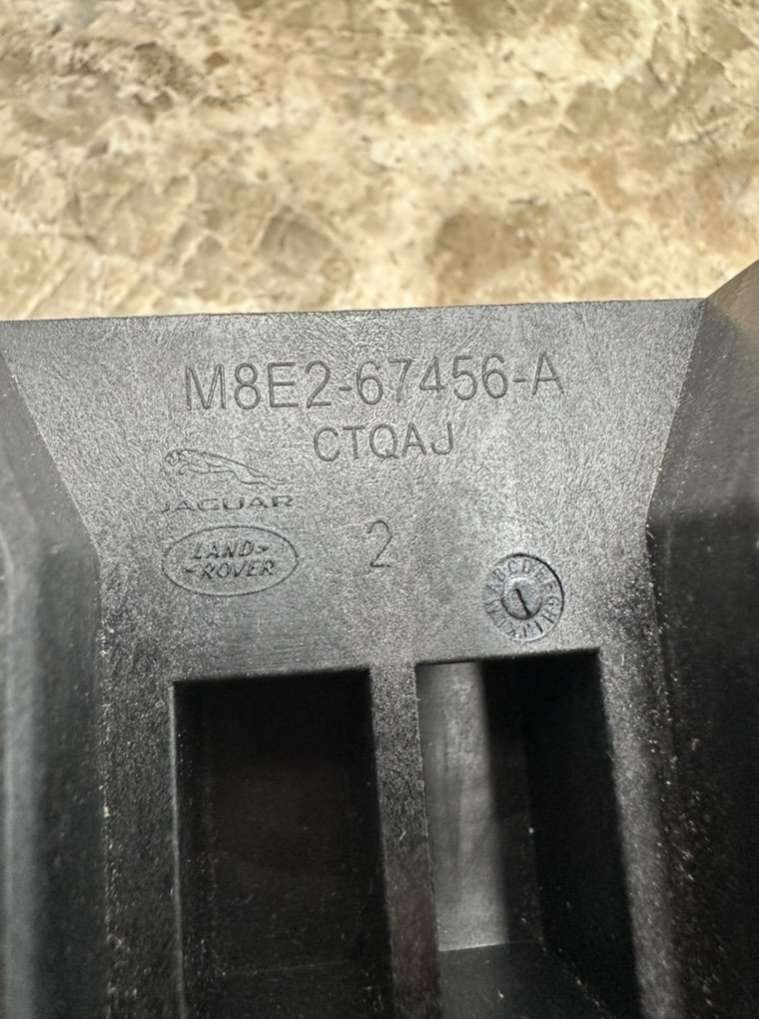 M8E2-67456-A
CTQAJ
JAGUAR
LAND
ROVER
2